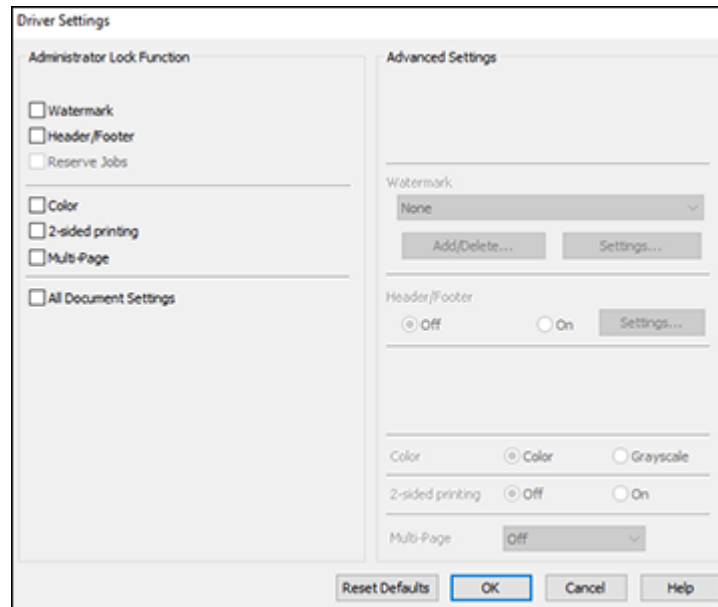 Driver Settings
Administrator Lock Function
Watermark
Header/Footer
Reserve Jobs
Color
2-sided printing
Multi-Page
All Document Settings
Advanced Settings
Watermark
None
Add/Delete... Settings...
Header/Footer
Off On Settings...
Color Color Grayscale
2-sided printing Off On
Multi-Page Off
Reset Defaults OK Cancel Help